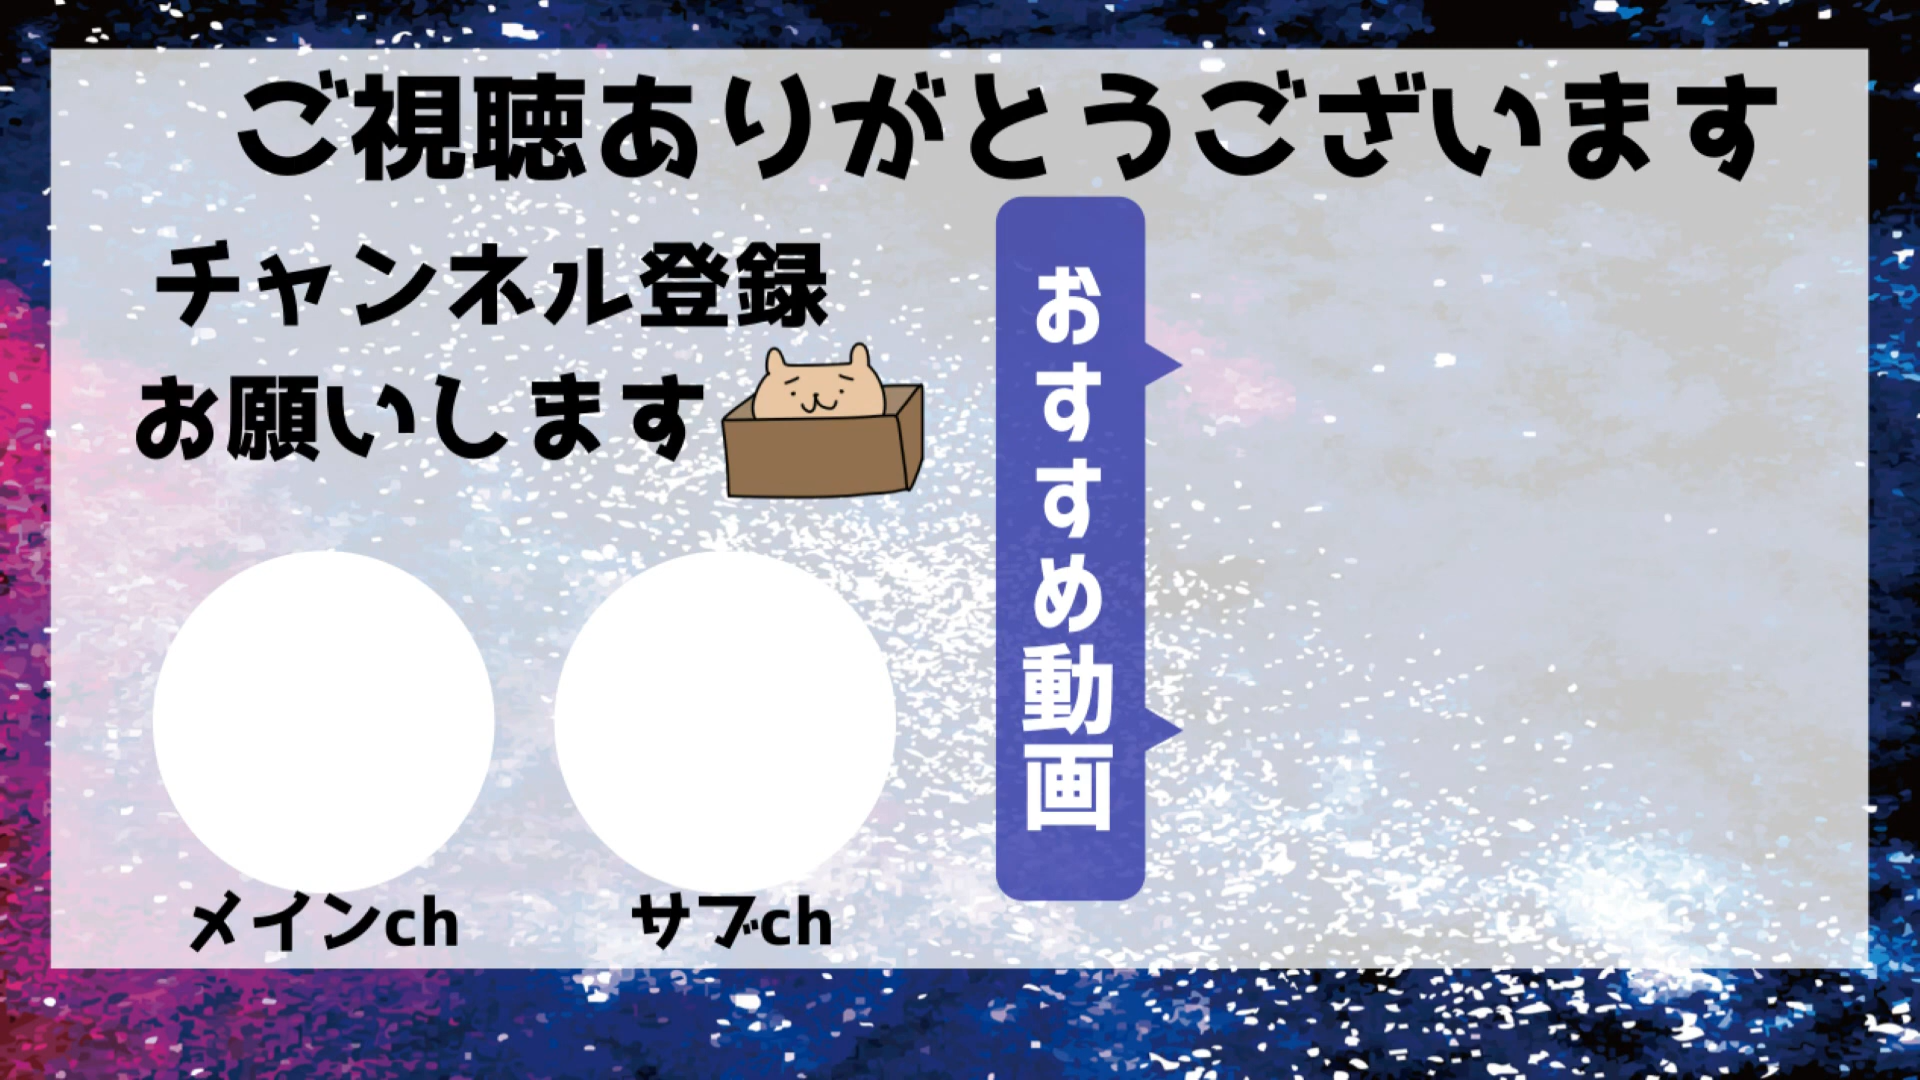 ご視聴ありがとうございます
チャンネル登録
お願いします
おすすめ動画
メインch
サブch